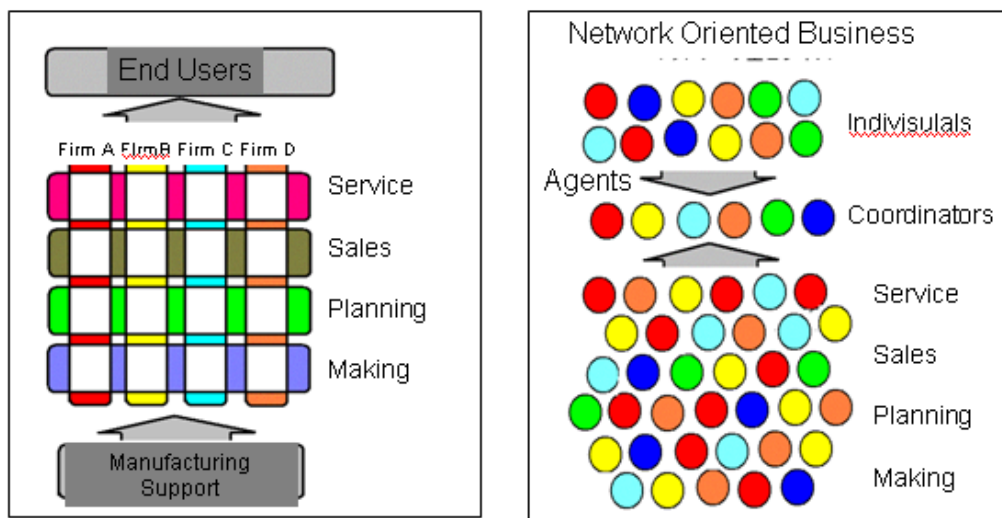 End Users
Firm A FIrmB Firm C Firm D
Service
Sales
Planning
Making
Manufacturing
Support
Network Oriented Business
Indivisulals
Agents
Coordinators
Service
Sales
Planning
Making